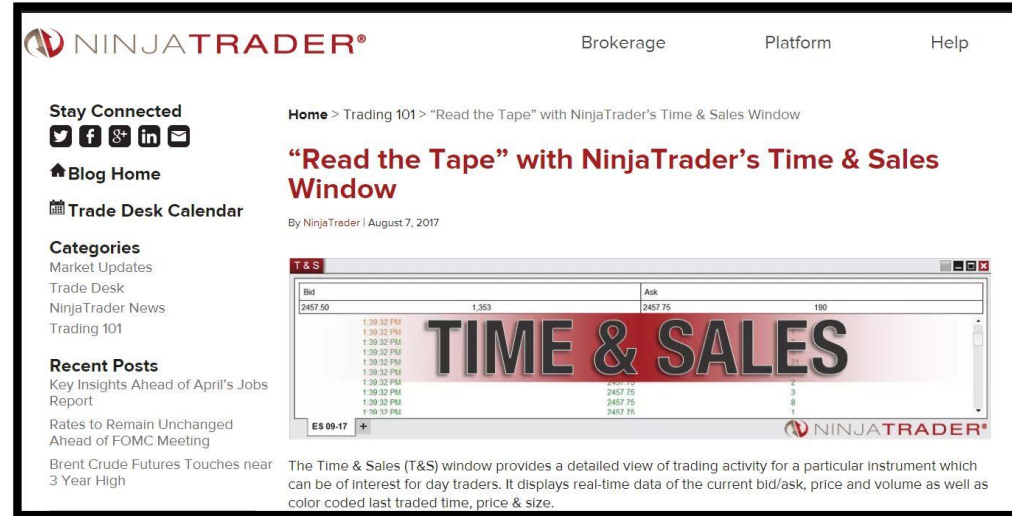 NINJATRADER®
Brokerage Platform Help
Stay Connected
Blog Home
Trade Desk Calendar
Categories
Market Updates
Trade Desk
NinjaTrader News
Trading 101
Recent Posts
Key Insights Ahead of April's Jobs
Report
Rates to Remain Unchanged
Ahead of FOMC Meeting
Brent Crude Futures Touches near
3 Year High
Home > Trading 101 > “Read the Tape” with NinjaTrader's Time & Sales Window
“Read the Tape” with NinjaTrader's Time & Sales
Window
By NinjaTrader | August 7, 2017
T & S
Bid Ask
2457.50 1,353 2457.75 190
TIME & SALES
1:39:32 PM
1:39:32 PM
1:39:32 PM
1:39:32 PM
1:39:32 PM 21
1:39:32 PM
1:39:32 PM 2457.75 2
1:39:32 PM 2457.75 3
1:39:32 PM 2457.75 8
1:39:32 PM 2457.75 1
ES 09-17 +
NINJATRADER®
The Time & Sales (T&S) window provides a detailed view of trading activity for a particular instrument which
can be of interest for day traders. It displays real-time data of the current bid/ask, price and volume as well as
color coded last traded time, price & size.